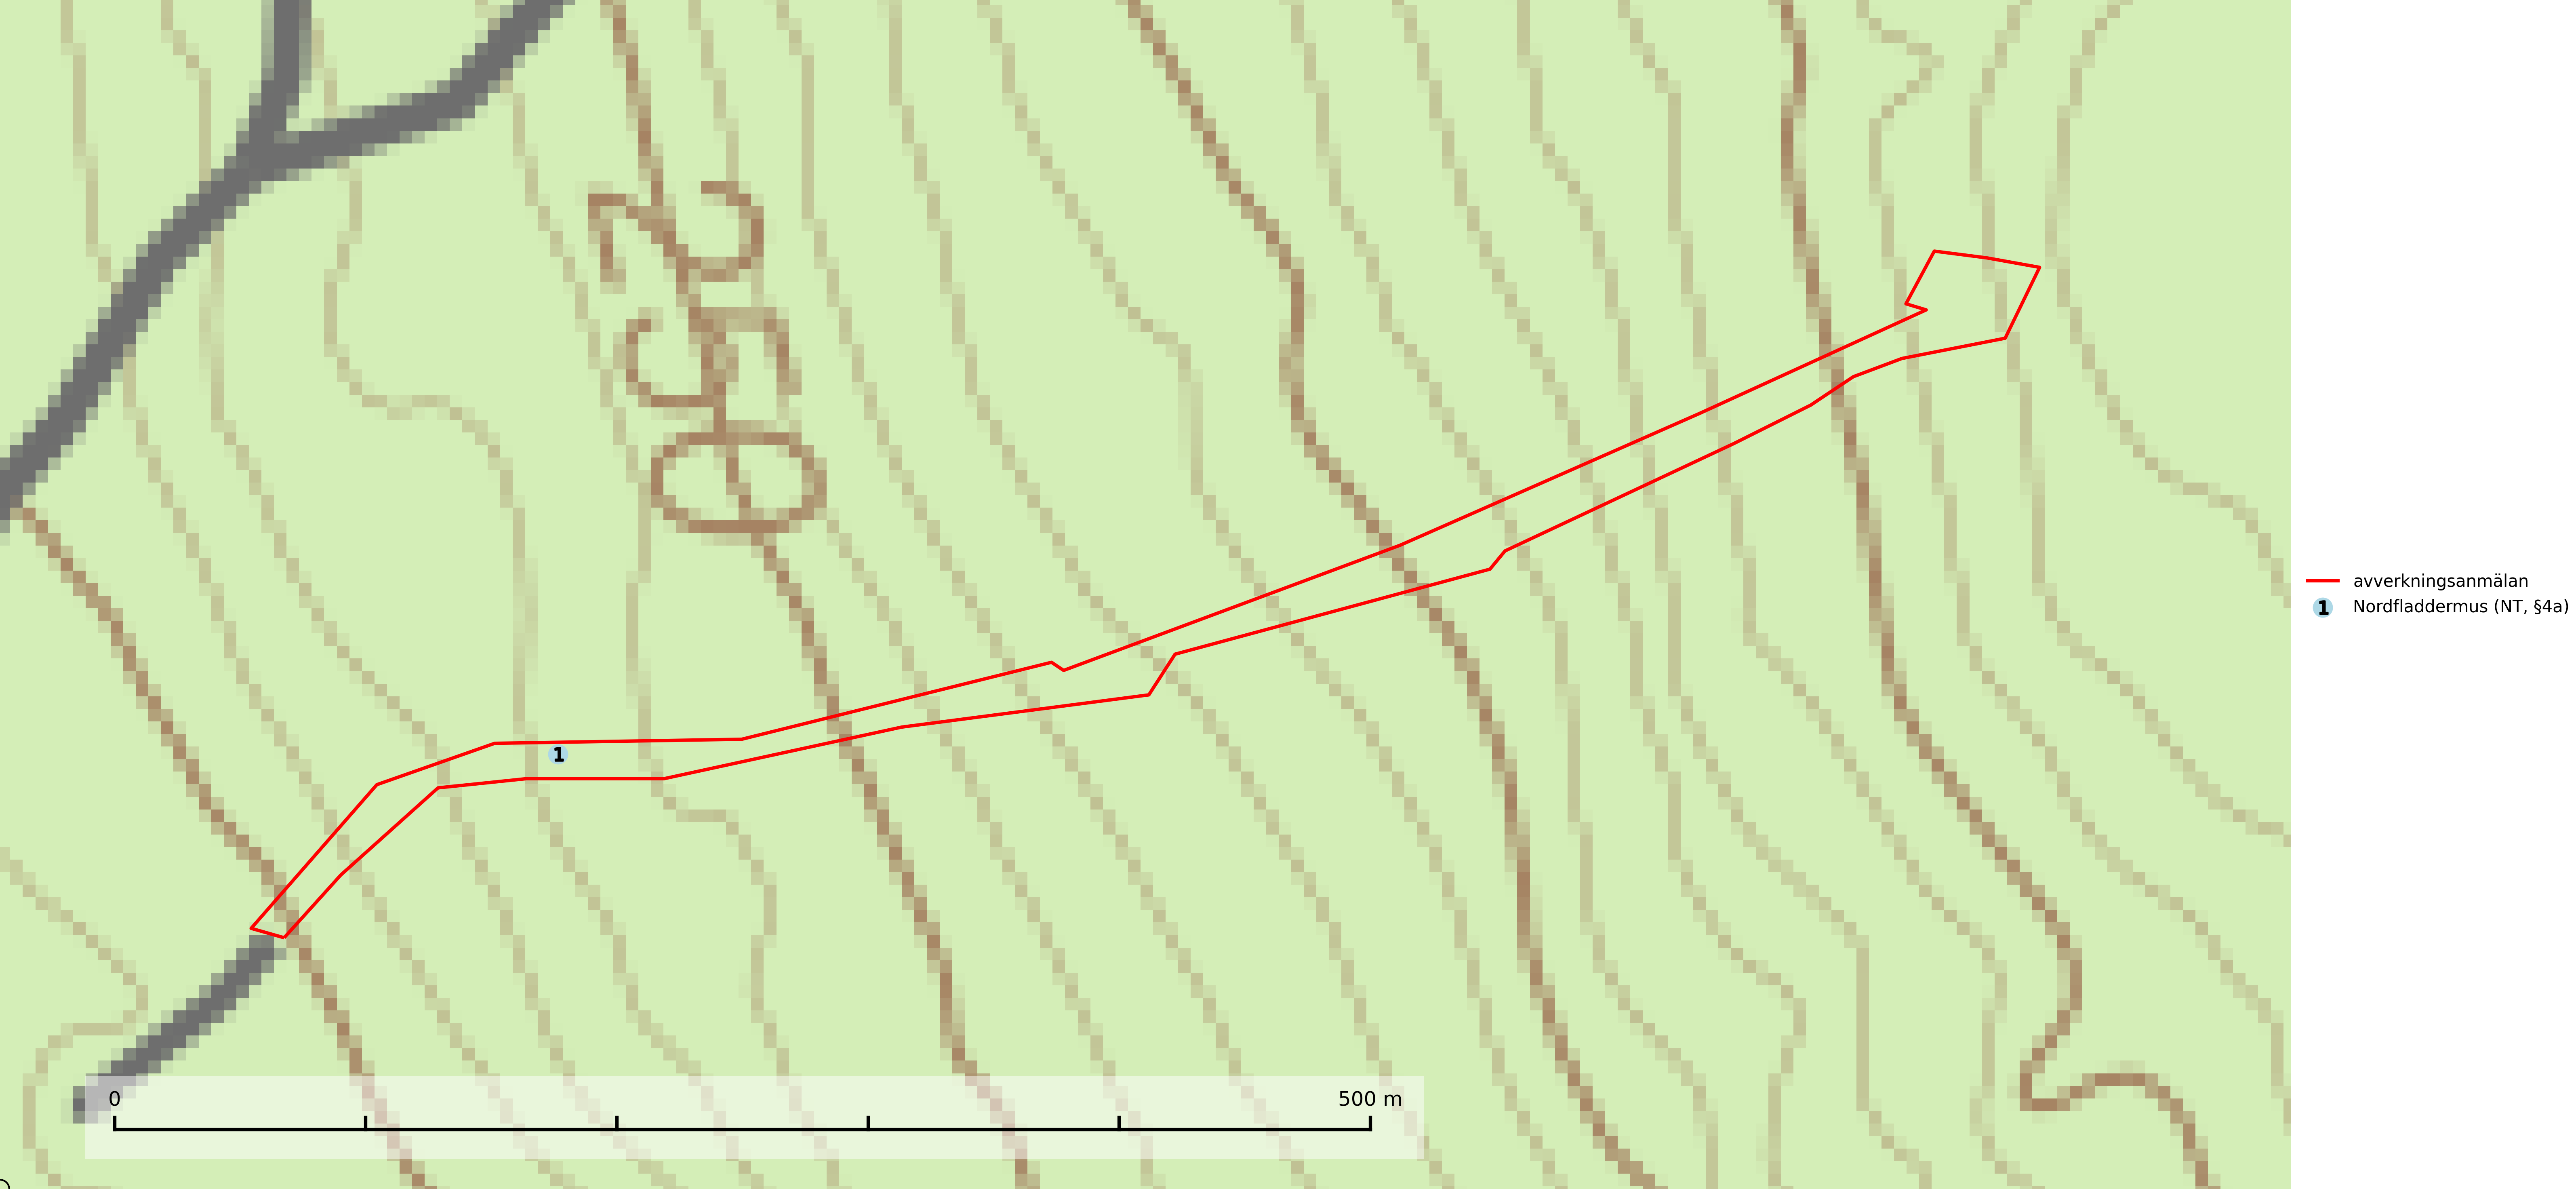 250
0
500 m
1
avverkningsanmälan
1 Nordfladdermus (NT, §4a)